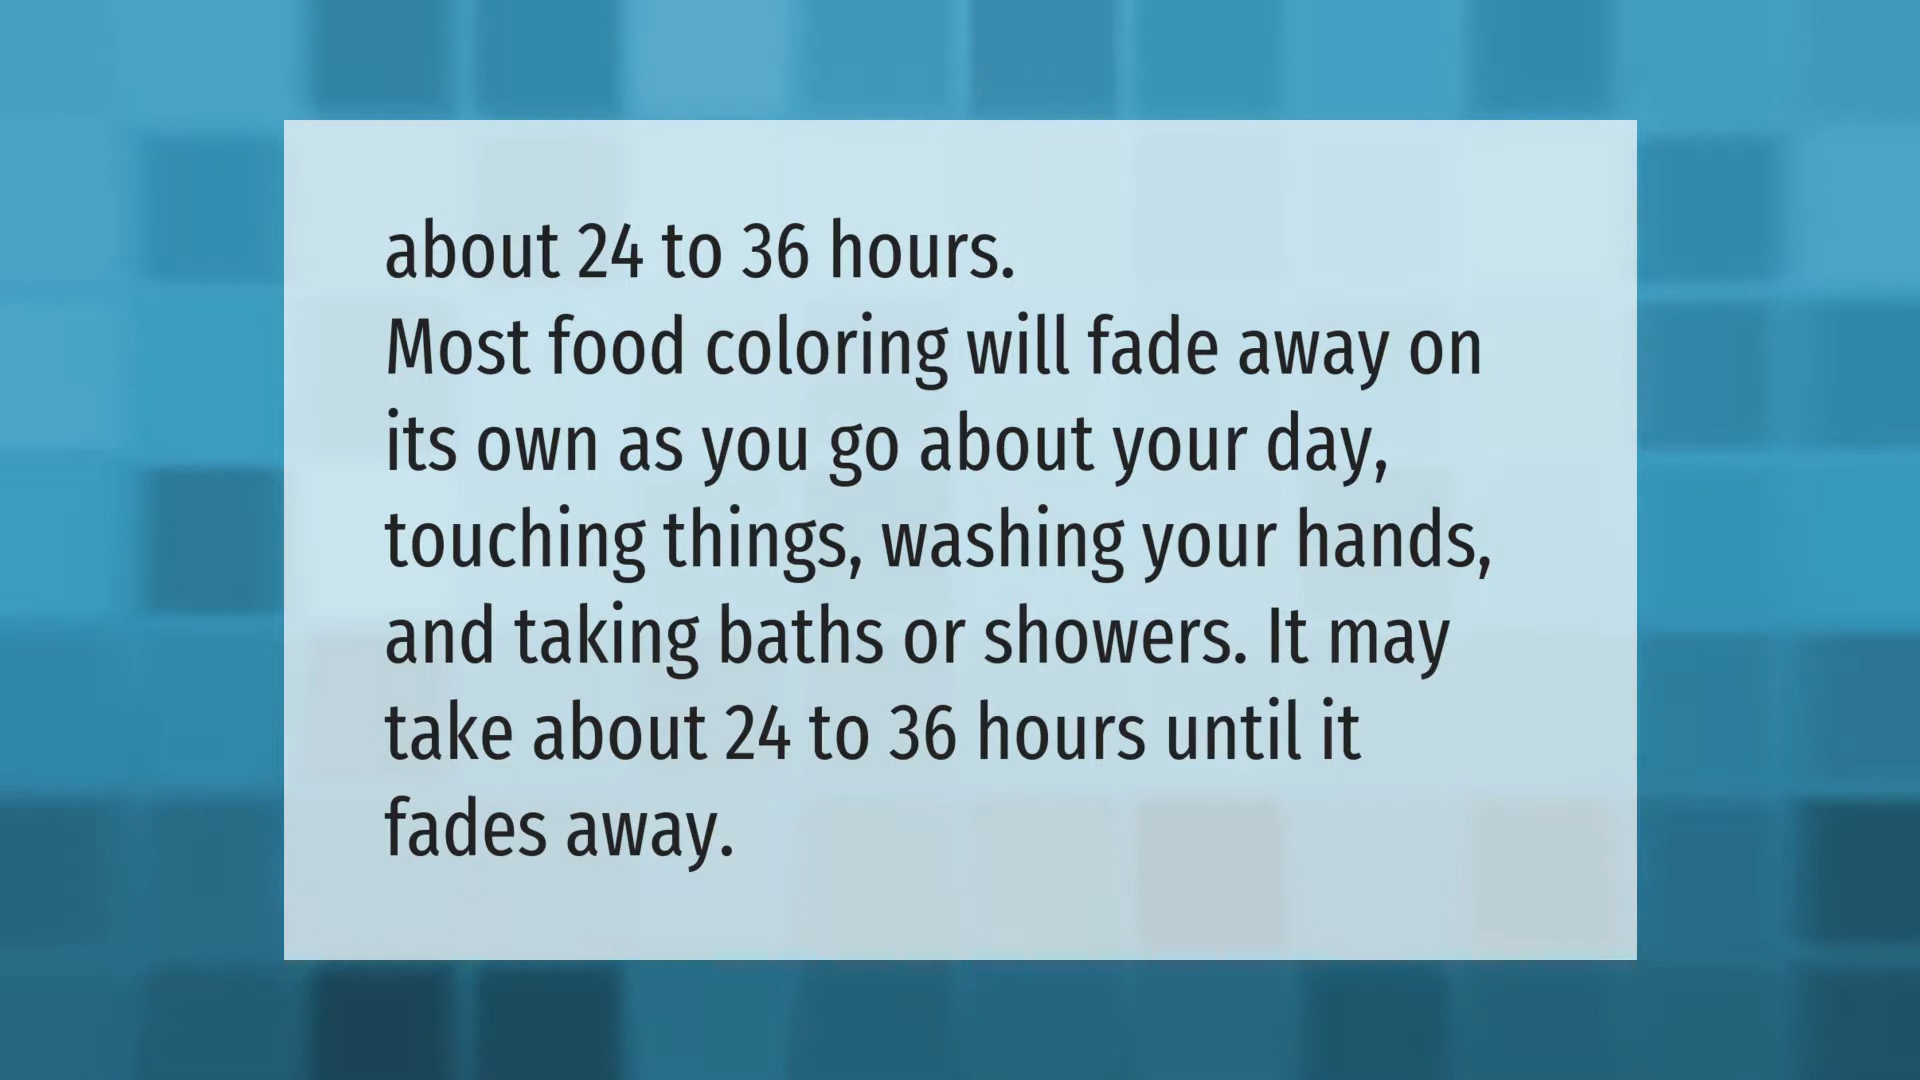 about 24 to 36 hours.
Most food coloring will fade away on
its own as you go about your day,
touching things, washing your hands,
and taking baths or showers. It may
take about 24 to 36 hours until it
fades away.